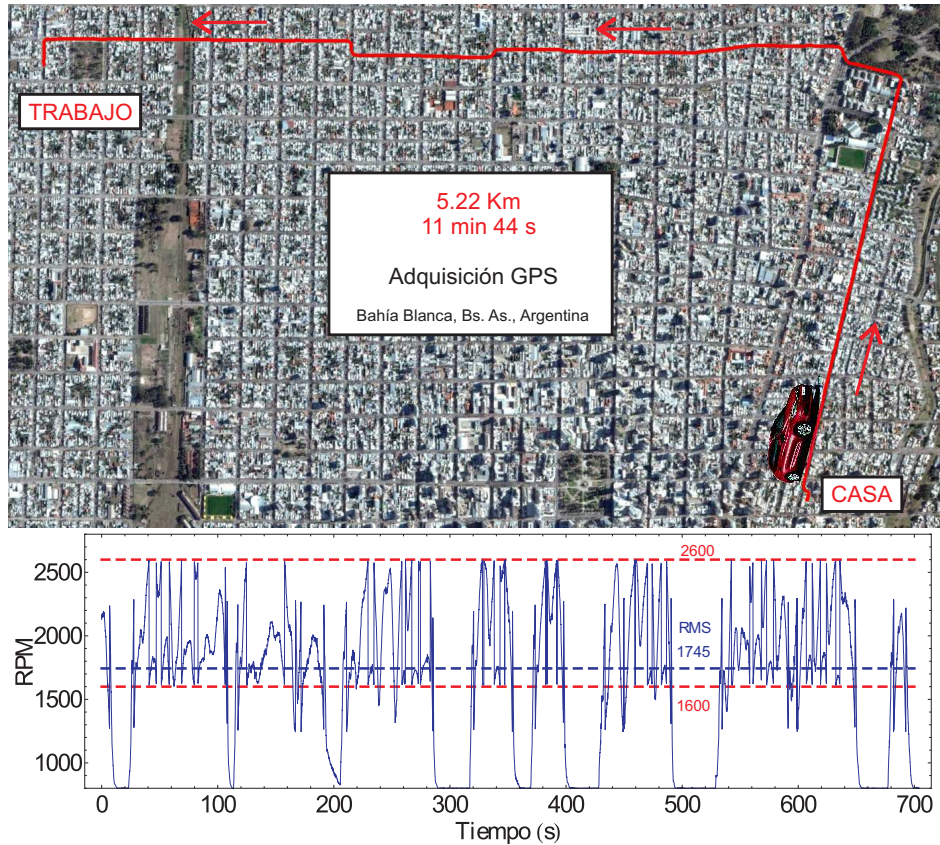 TRABAJO
5.22 Km
11 min 44 s
Adquisición GPS
Bahía Blanca, Bs. As., Argentina
CASA
2600
2500
RMS
2000
1745
RPM
1500
1600
1000
0 100 200 300 400 500 600 700
Tiempo (s)